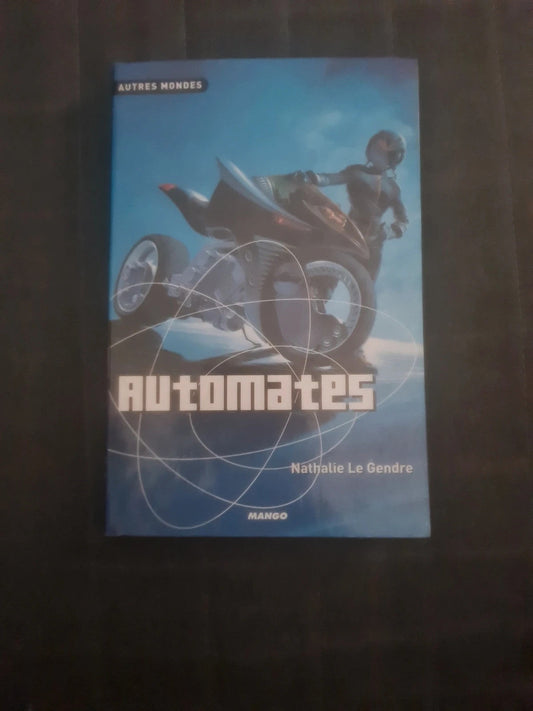 AUTRES MONDES
Automates
Nathalie Le Gendre
MANGO